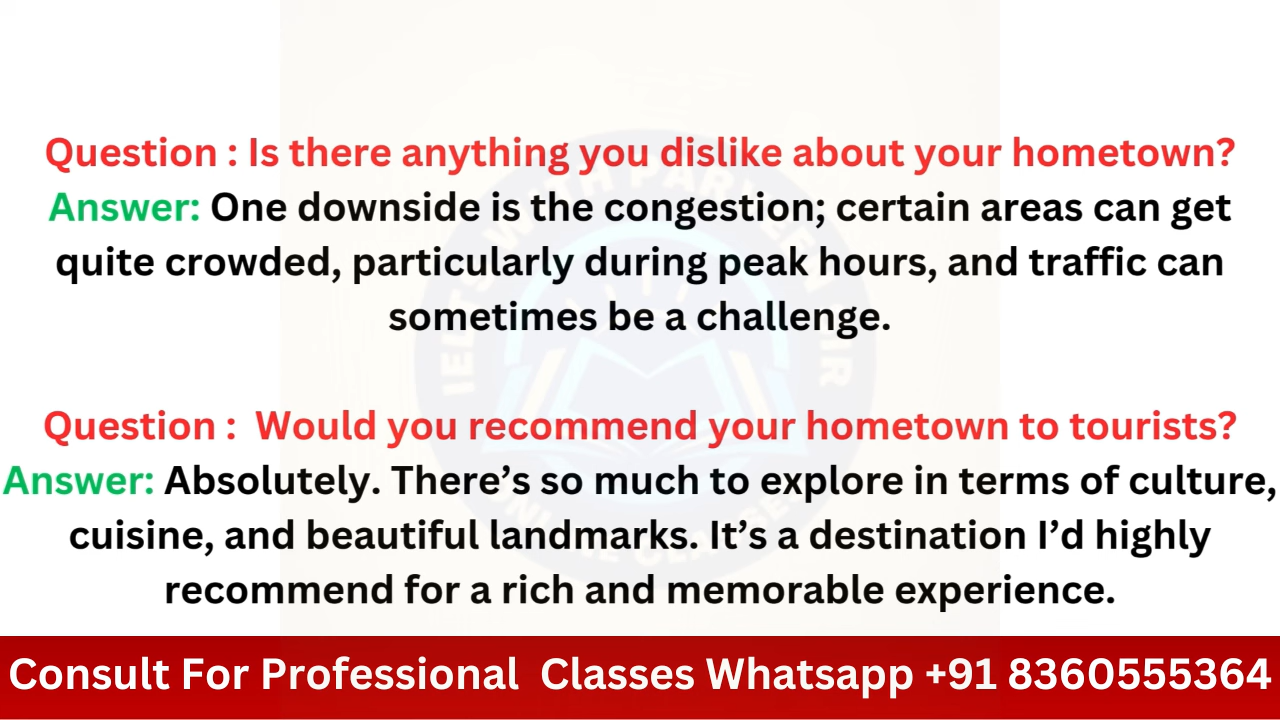 Question : Is there anything you dislike about your hometown?
Answer: One downside is the congestion; certain areas can get
quite crowded, particularly during peak hours, and traffic can
sometimes be a challenge.
Question : Would you recommend your hometown to tourists?
Answer: Absolutely. There's so much to explore in terms of culture,
cuisine, and beautiful landmarks. It's a destination I'd highly
recommend for a rich and memorable experience.
Consult For Professional Classes Whatsapp +91 8360555364